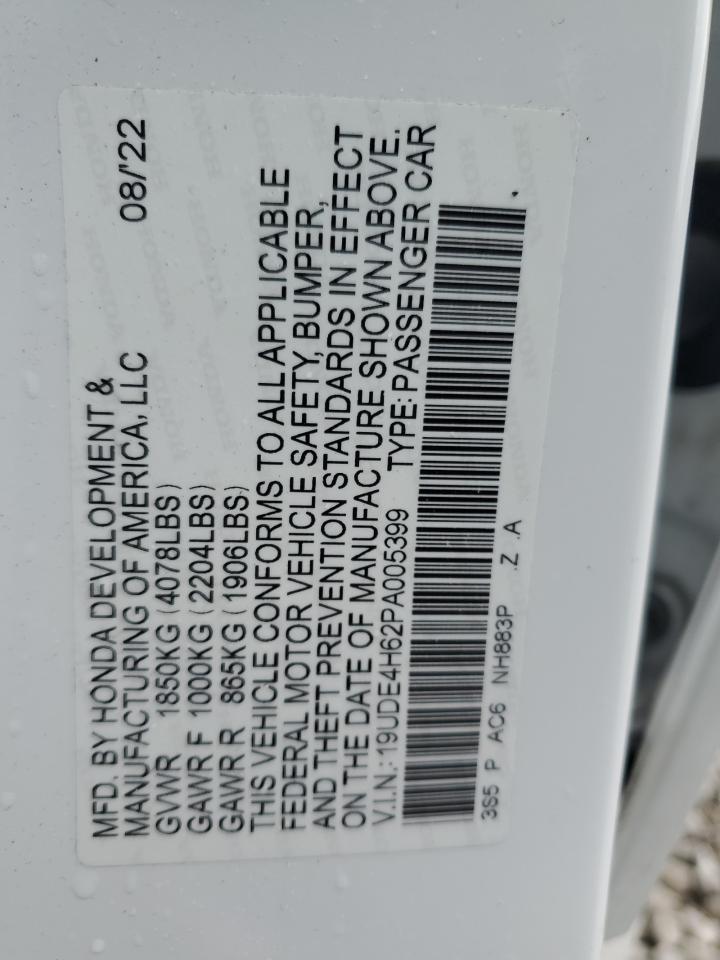 MFD. BY HONDA DEVELOPMENT &
MANUFACTURING OF AMERICA, LLC 08/'22
GVWR 1850KG (4078LBS)
GAWR F 1000KG (2204LBS)
GAWR R 865KG (1906LBS)
THIS VEHICLE CONFORMS TO ALL APPLICABLE
FEDERAL MOTOR VEHICLE SAFETY, BUMPER,
AND THEFT PREVENTION STANDARDS IN EFFECT
ON THE DATE OF MANUFACTURE SHOWN ABOVE.
V.I.N.: 19UDE4H62PA005399 TYPE: PASSENGER CAR
3S5 P AC6 NH883P .Z .A